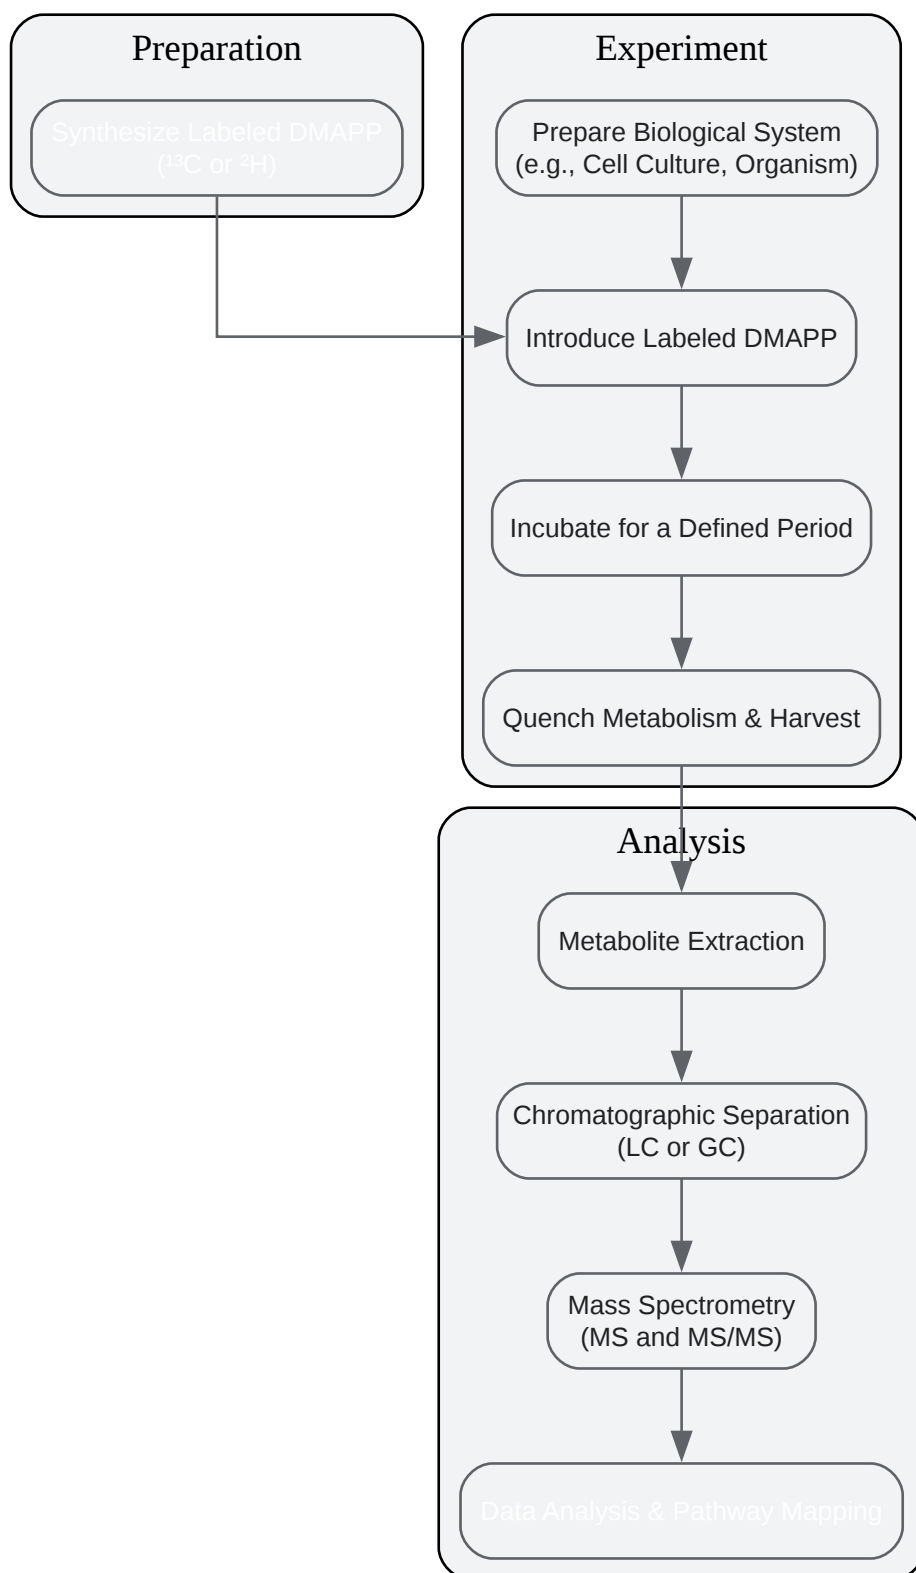 Preparation
Synthesize Labeled DMAPP
(¹³C or ²H)
Experiment
Prepare Biological System
(e.g., Cell Culture, Organism)
Introduce Labeled DMAPP
Incubate for a Defined Period
Quench Metabolism & Harvest
Analysis
Metabolite Extraction
Chromatographic Separation
(LC or GC)
Mass Spectrometry
(MS and MS/MS)
Data Analysis & Pathway Mapping